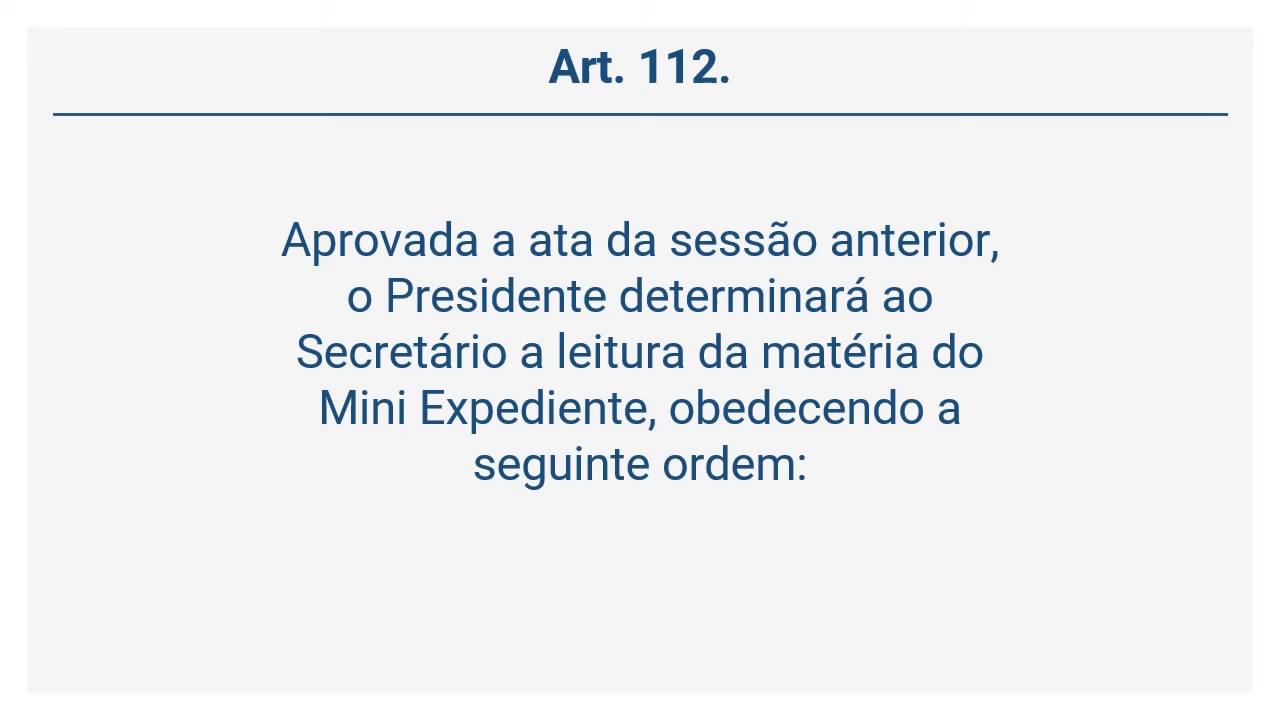 Art. 112.
Aprovada a ata da sessão anterior,
o Presidente determinará ao
Secretário a leitura da matéria do
Mini Expediente, obedecendo a
seguinte ordem: